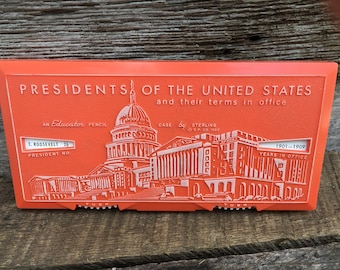 PRESIDENTS OF THE UNITED STATES
and their terms in office
AN Educator PENCIL CASE by STERLING
T. ROOSEVELT 26
1901-1909
PRESIDENT NO.
YEARS IN OFFICE